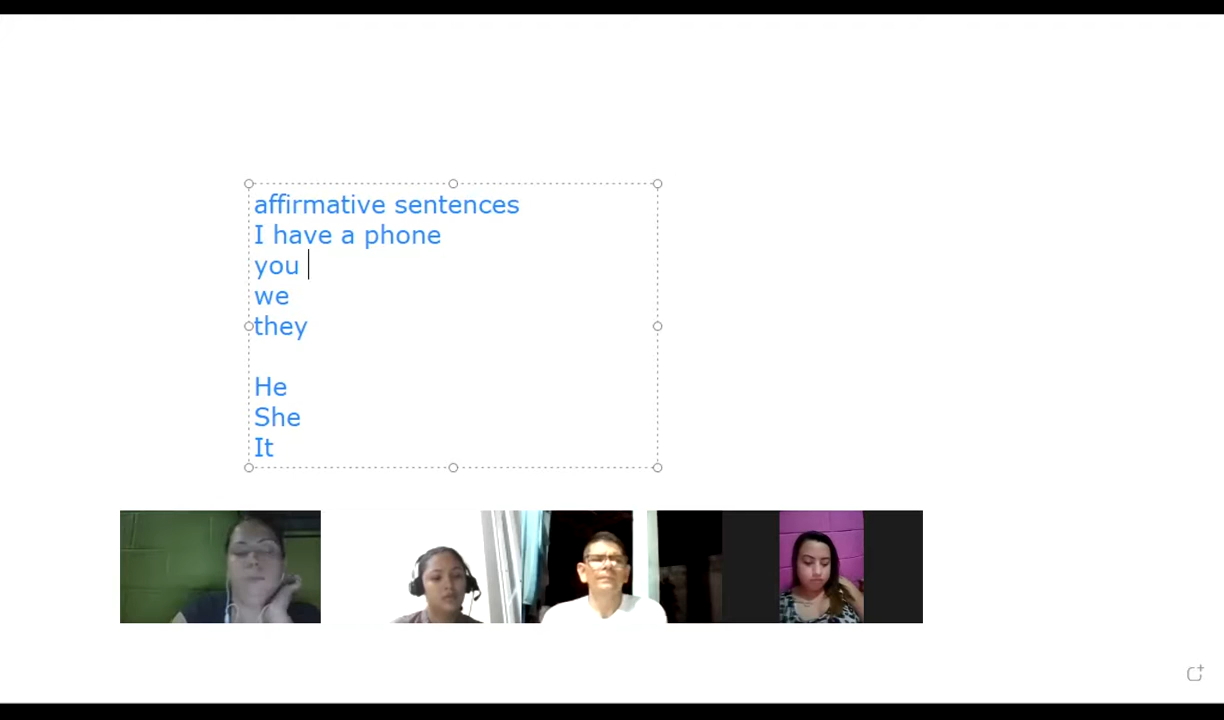 affirmative sentences
I have a phone
you
we
they
He
She
It